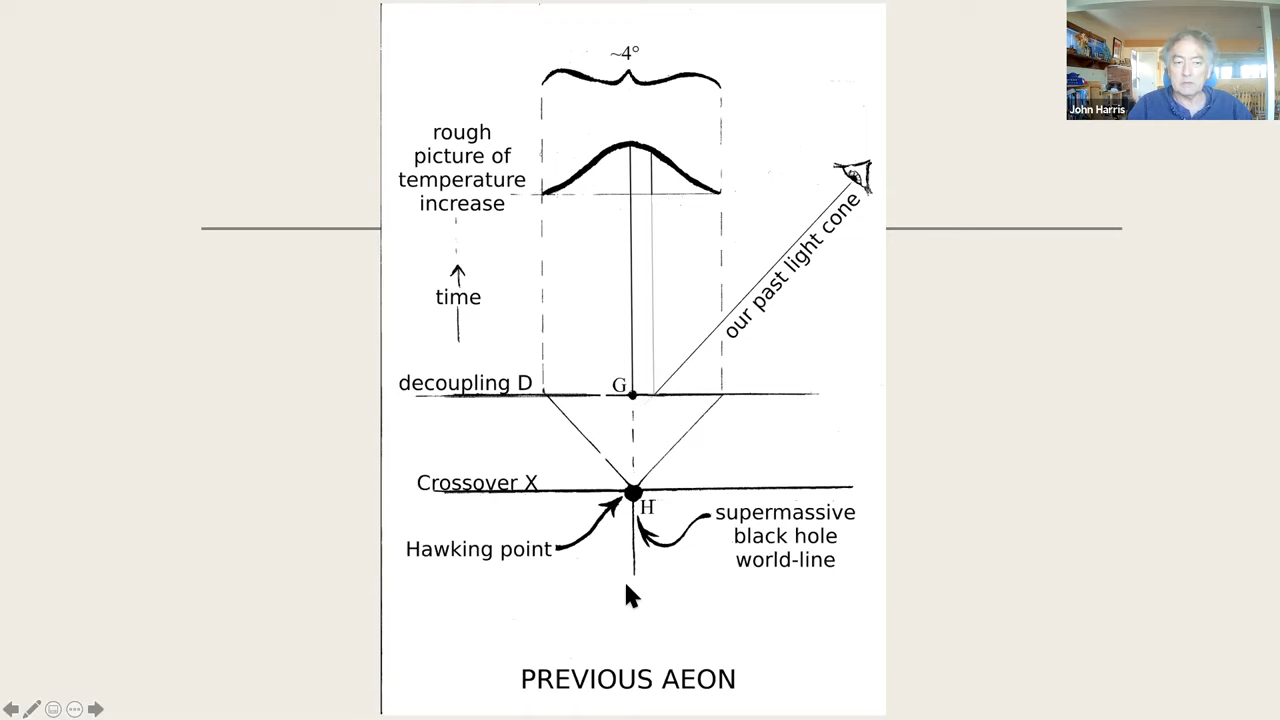 ~4°
John Harris
rough
picture of
temperature
increase
our past light cone
time
decoupling D
G
Crossover X
H
Hawking point
supermassive
black hole
world-line
PREVIOUS AEON